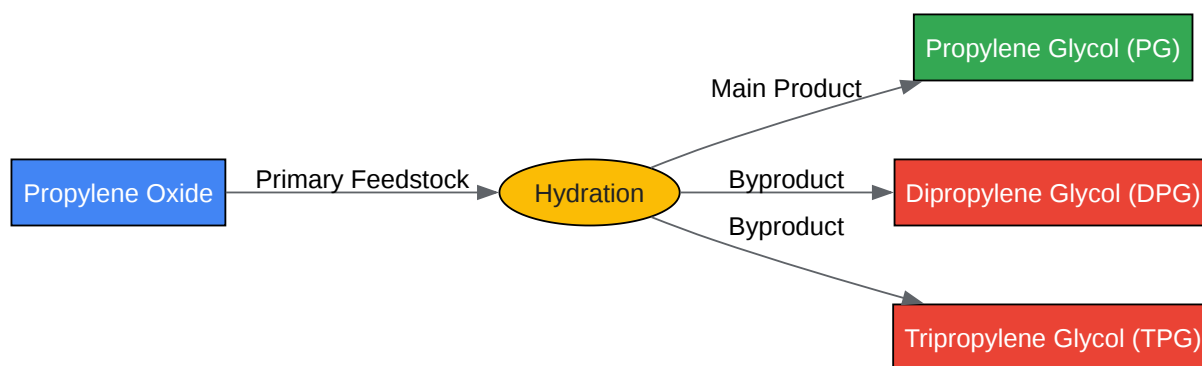 Propylene Glycol (PG)
Main Product
Propylene Oxide
Primary Feedstock
Hydration
Byproduct
Dipropylene Glycol (DPG)
Byproduct
Tripropylene Glycol (TPG)